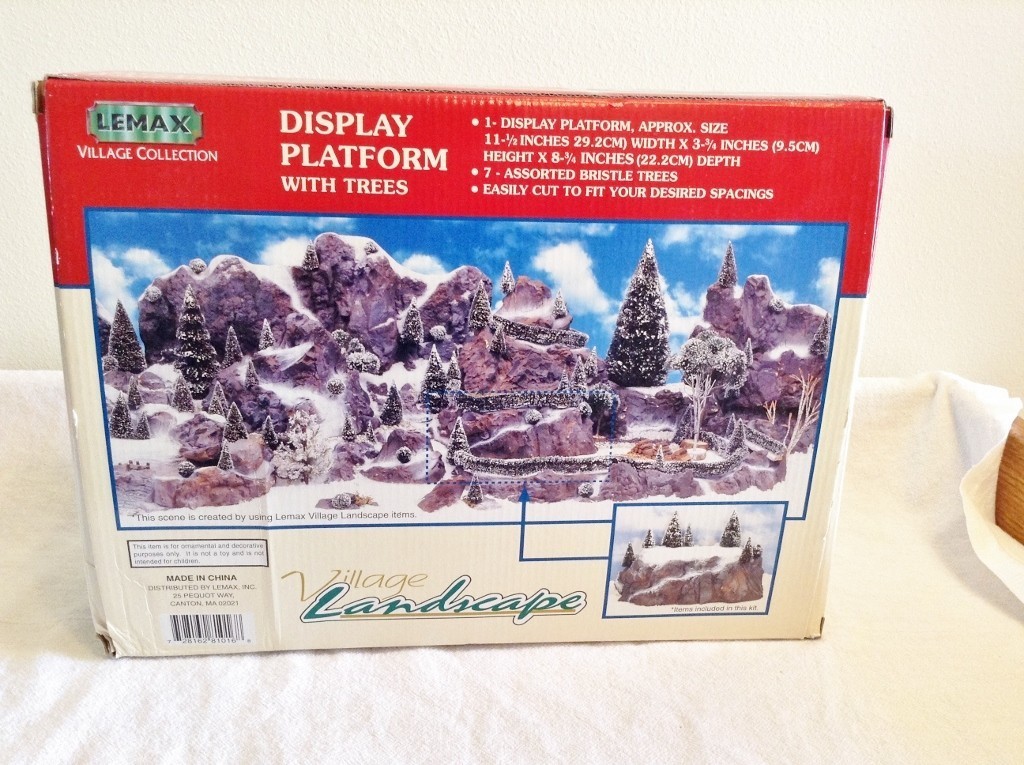 LEMAX
VILLAGE COLLECTION
DISPLAY
PLATFORM
WITH TREES
• 1- DISPLAY PLATFORM, APPROX. SIZE
11-½ INCHES 29.2CM) WIDTH X 3-¾ INCHES (9.5CM)
HEIGHT X 8-¾ INCHES (22.2CM) DEPTH
• 7 - ASSORTED BRISTLE TREES
• EASILY CUT TO FIT YOUR DESIRED SPACINGS
*This scene is created by using Lemax Village Landscape items.
This item is for ornamental and decorative
purposes only. It is not a toy and is not
intended for children.
MADE IN CHINA
DISTRIBUTED BY LEMAX, INC.
25 PEQUOT WAY,
CANTON, MA 02021
7 28162 81016 8
Village
Landscape
*Items included in this kit.